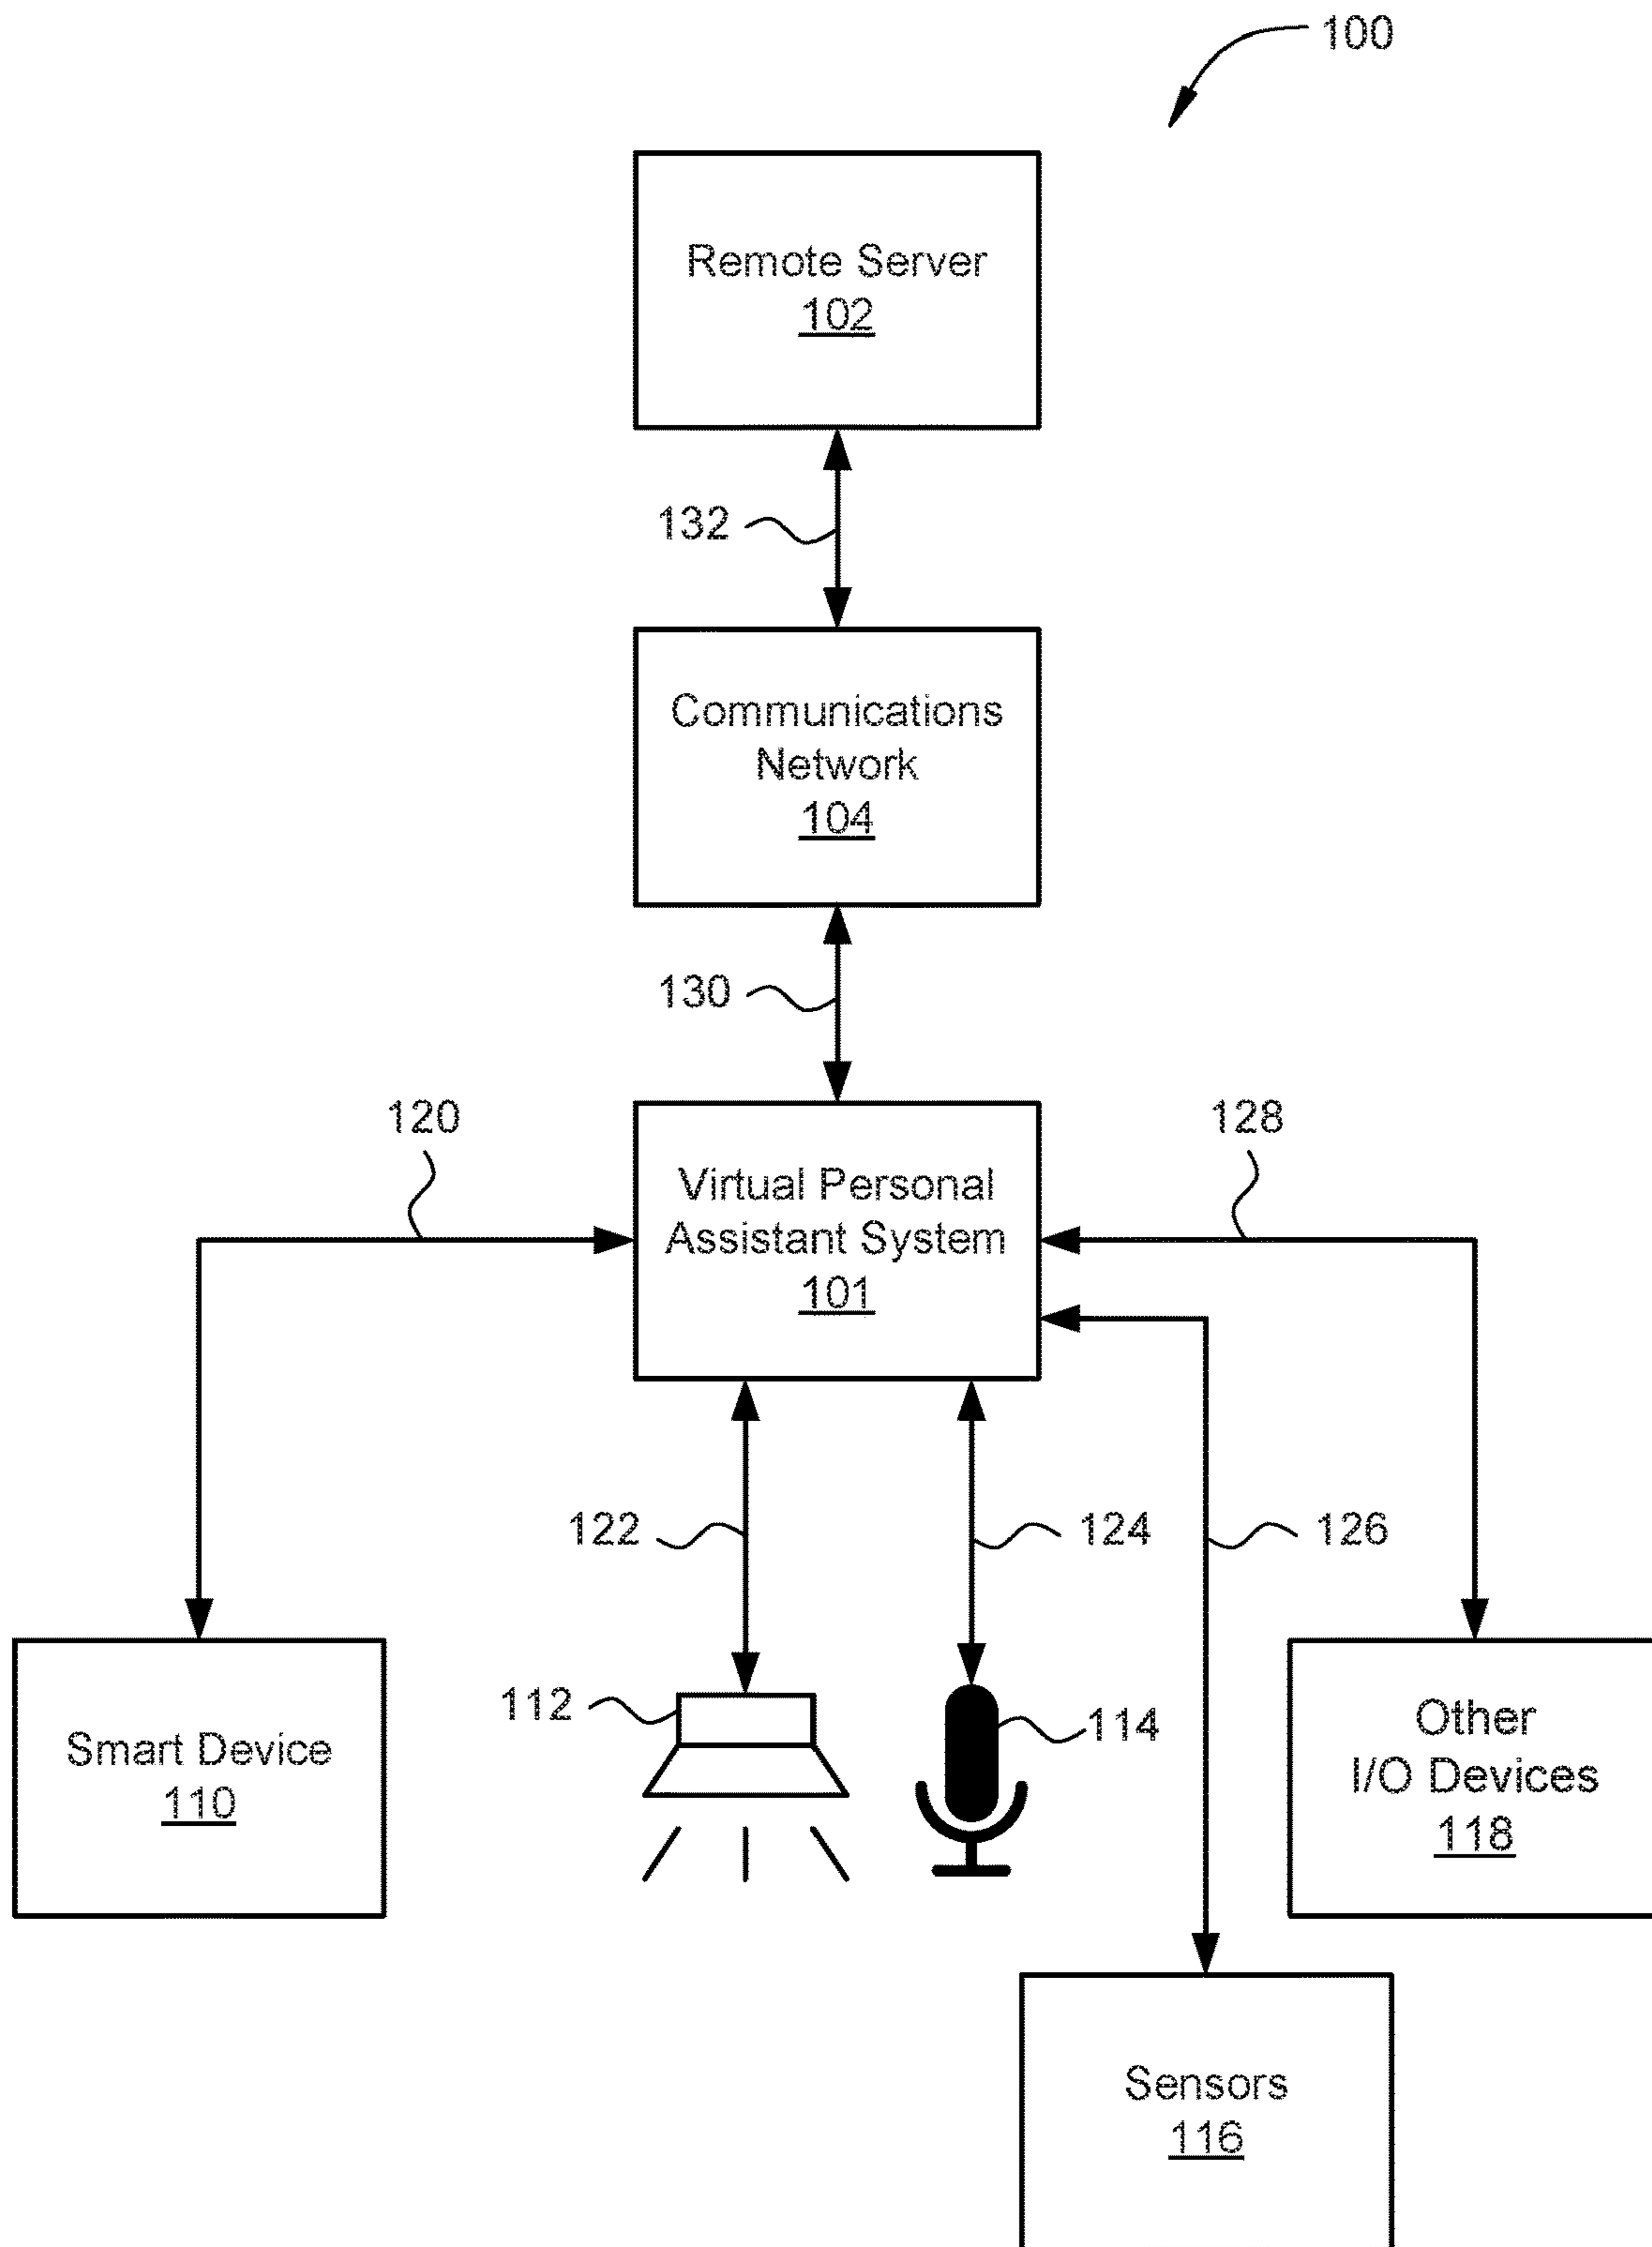 100
Remote Server
102
132
Communications
Network
104
130
120
128
Virtual Personal
Assistant System
101
122
124
126
112
114
Smart Device
110
Other
I/O Devices
118
Sensors
116